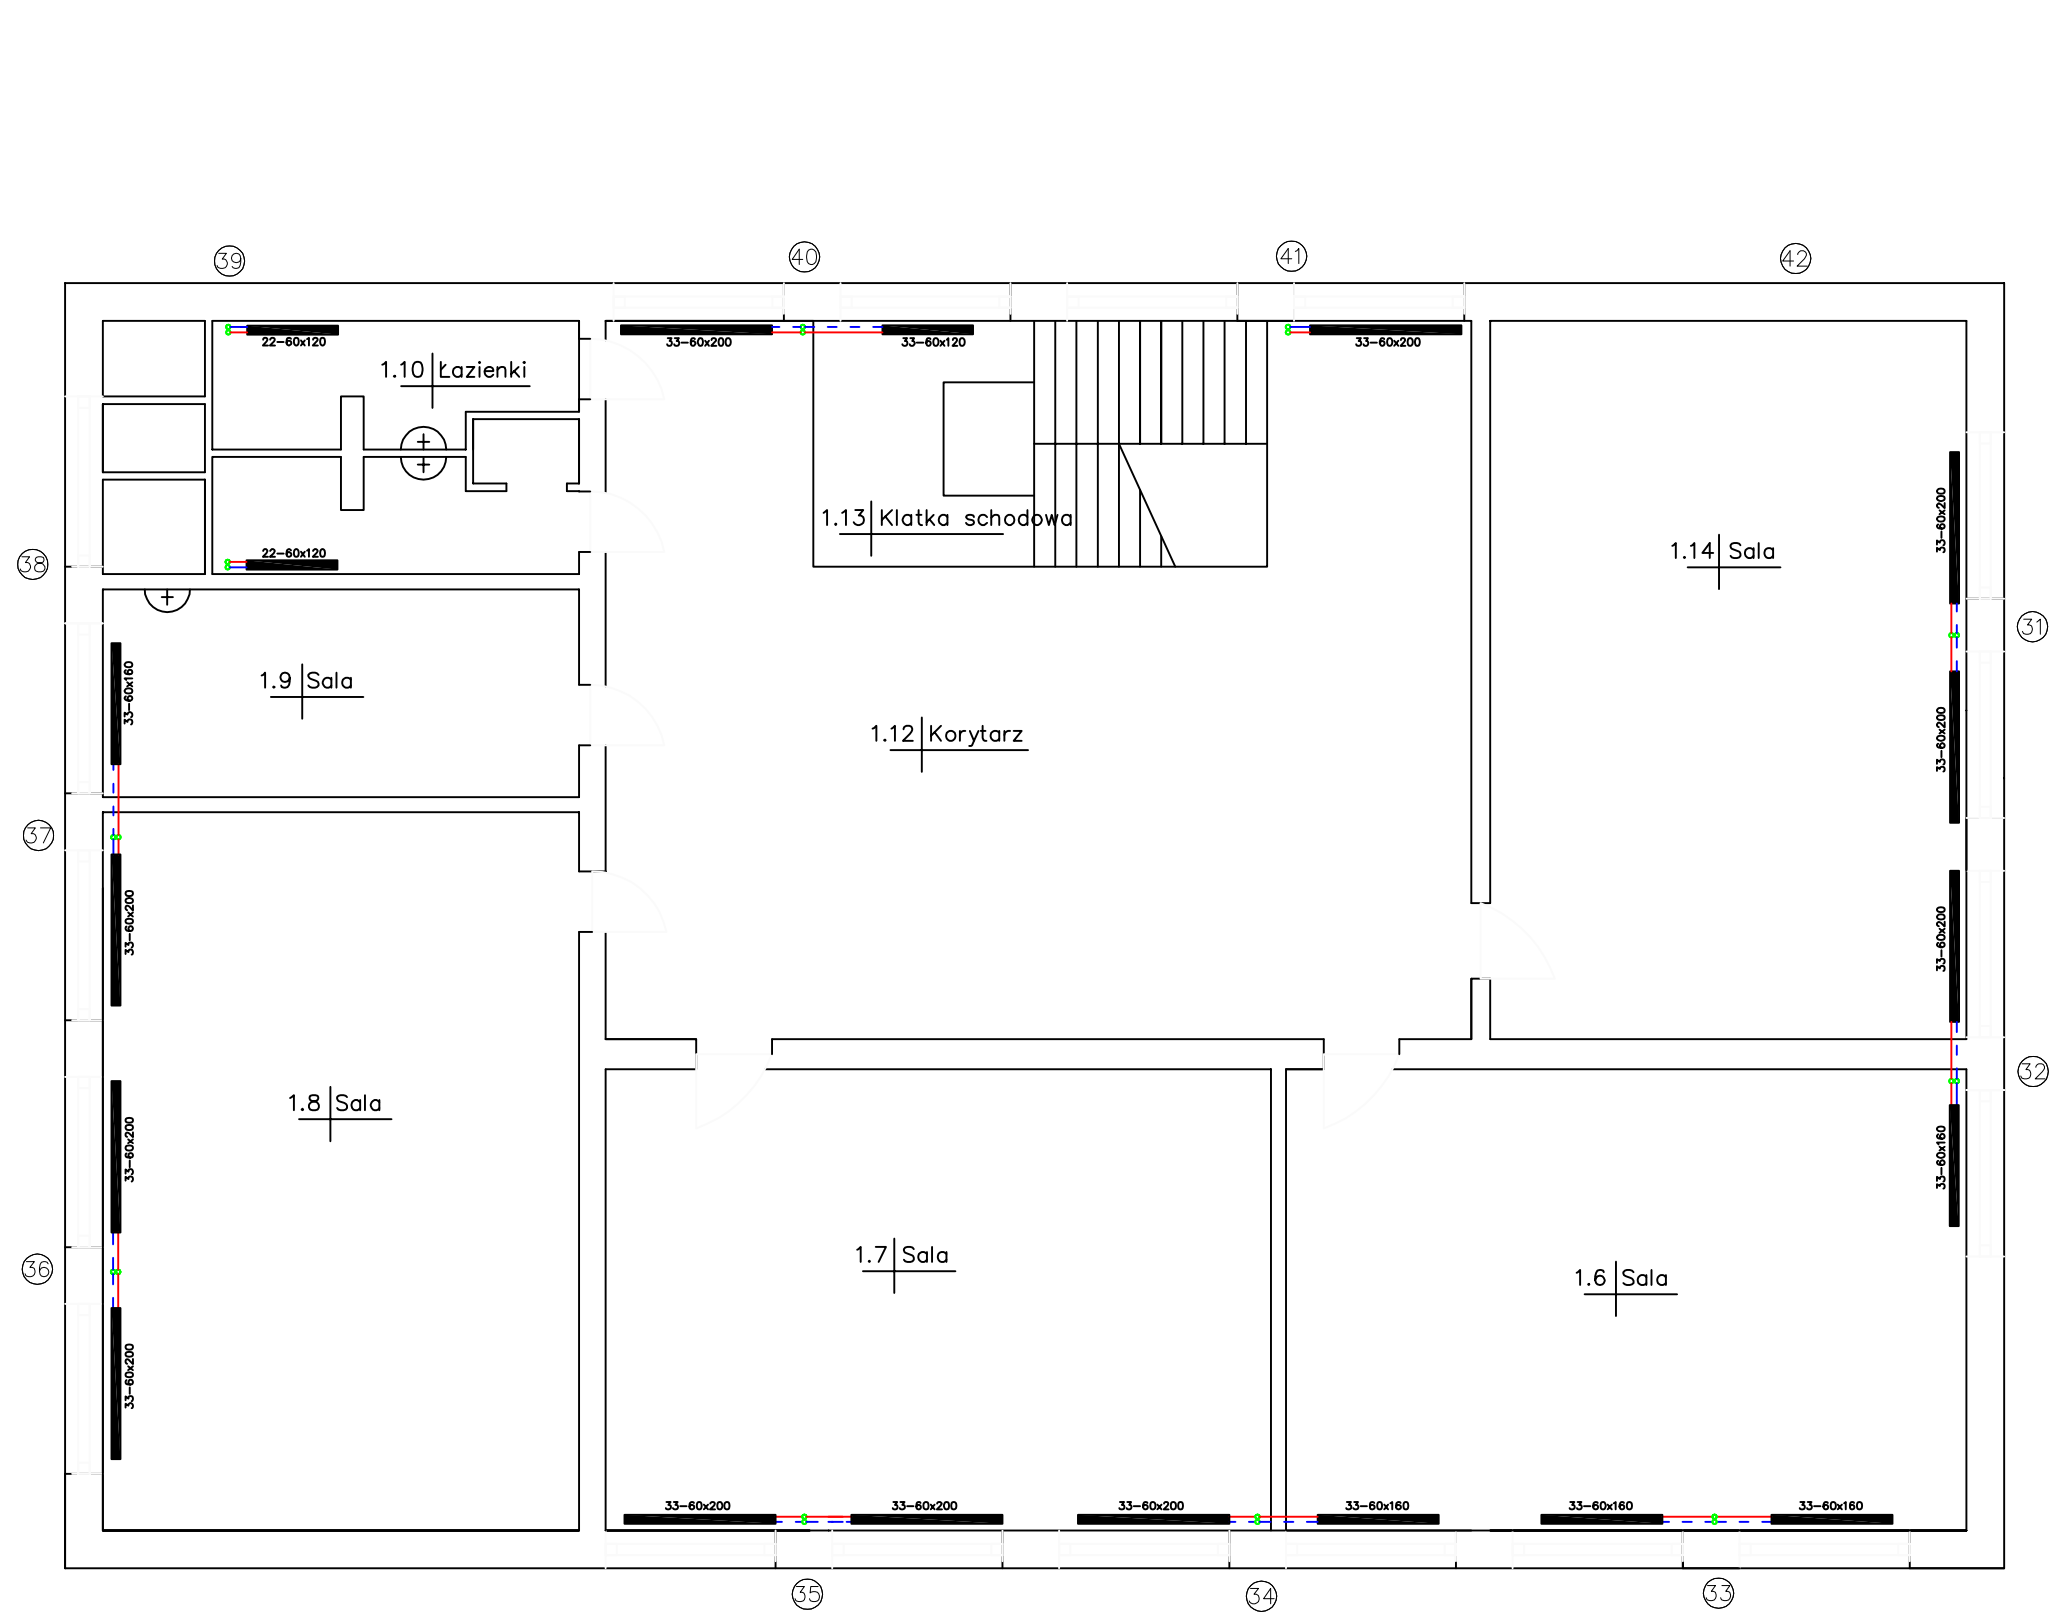 39
40
41
42
22-60x120
33-60x200
33-60x120
33-60x200
1.10 Łazienki
33-60x200
1.13 Klatka schodowa
22-60x120
1.14 Sala
38
31
33-60x160
1.9 Sala
1.12 Korytarz
33-60x200
37
33-60x200
33-60x200
32
1.8 Sala
33-60x200
33-60x160
1.7 Sala
36
1.6 Sala
33-60x200
33-60x200
33-60x200
33-60x200
33-60x160
33-60x160
33-60x160
35
34
33